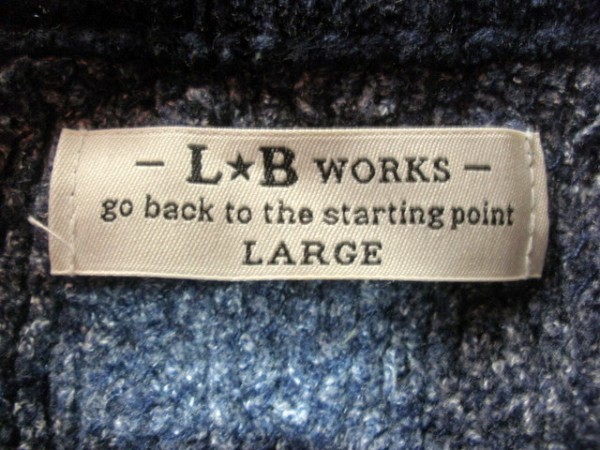 - L★B WORKS -
go back to the starting point
LARGE